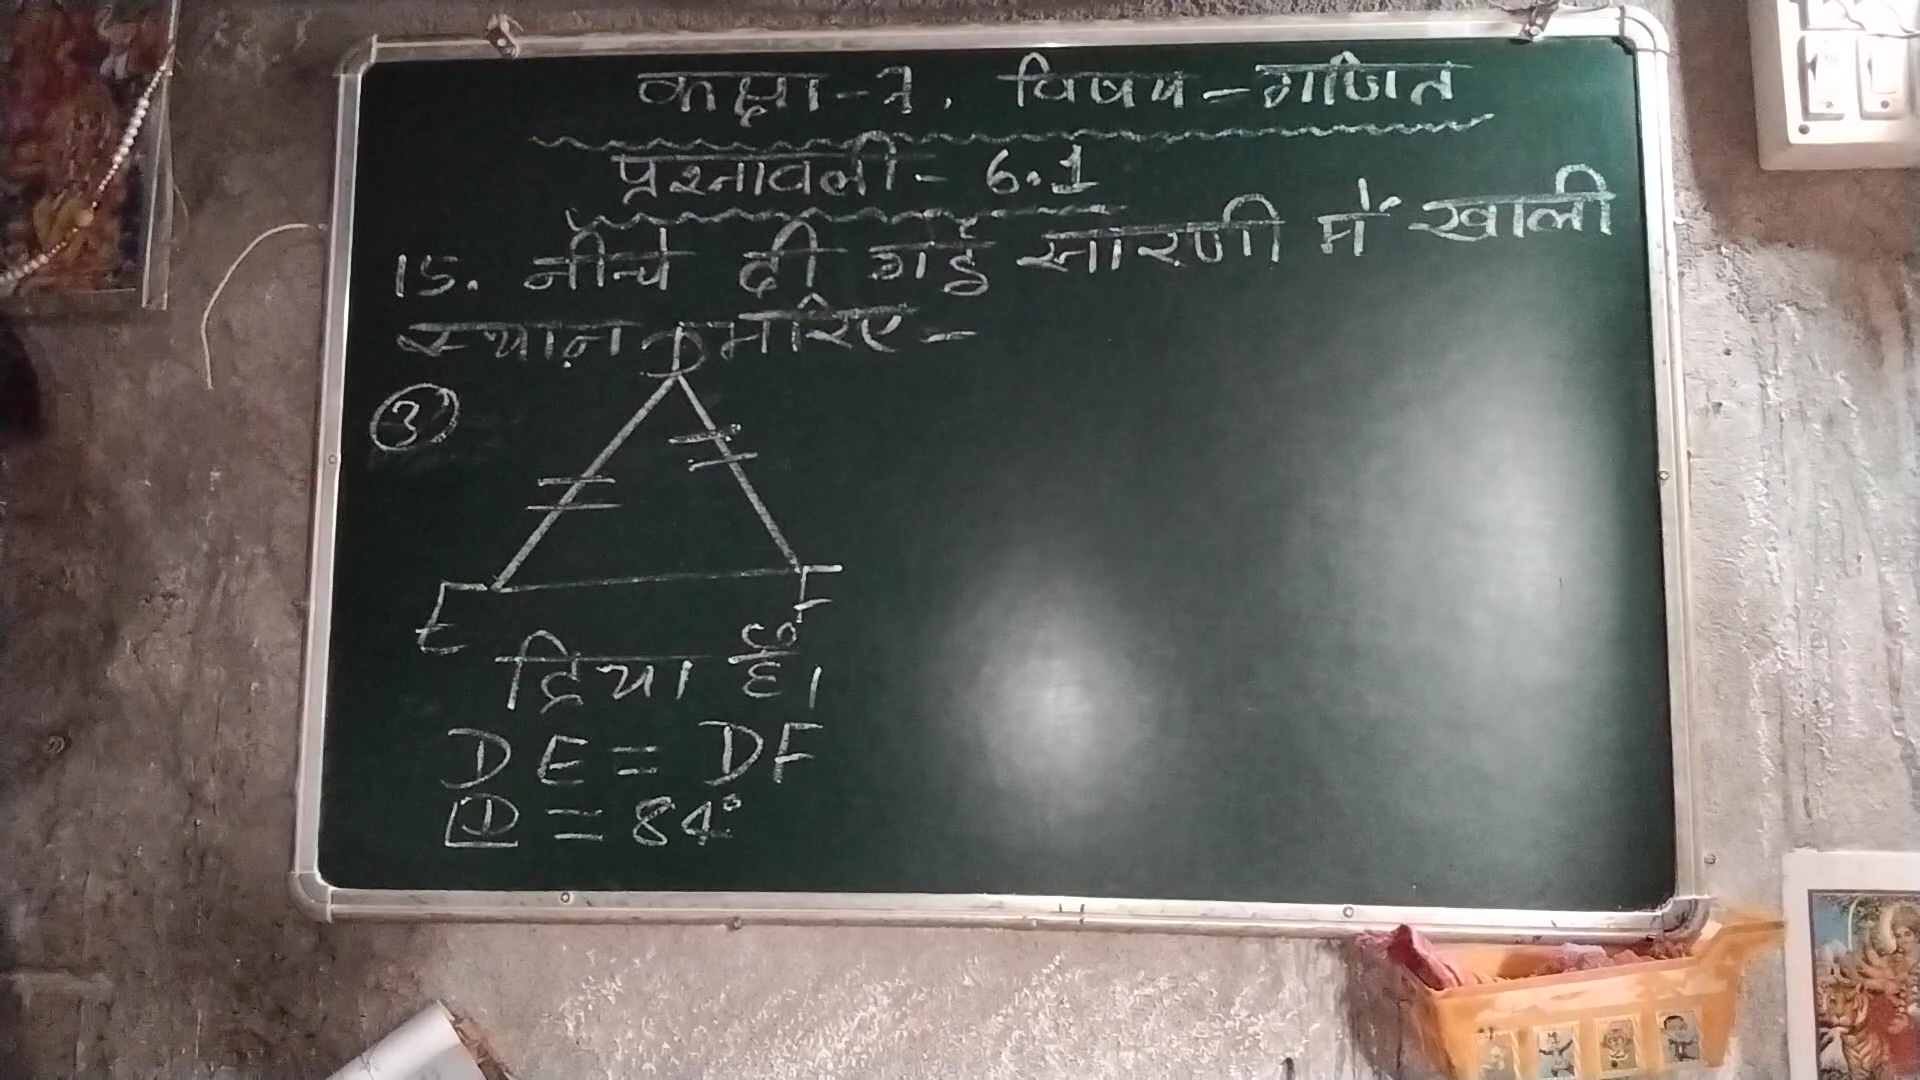 कक्षा-7. विषय-गणित
प्रश्नावली- 6.1
15. नीचे दी गई सारणी में खाली
स्थान भरिए-
D
3
E F
दिया है।
DE = DF
∠D = 84°